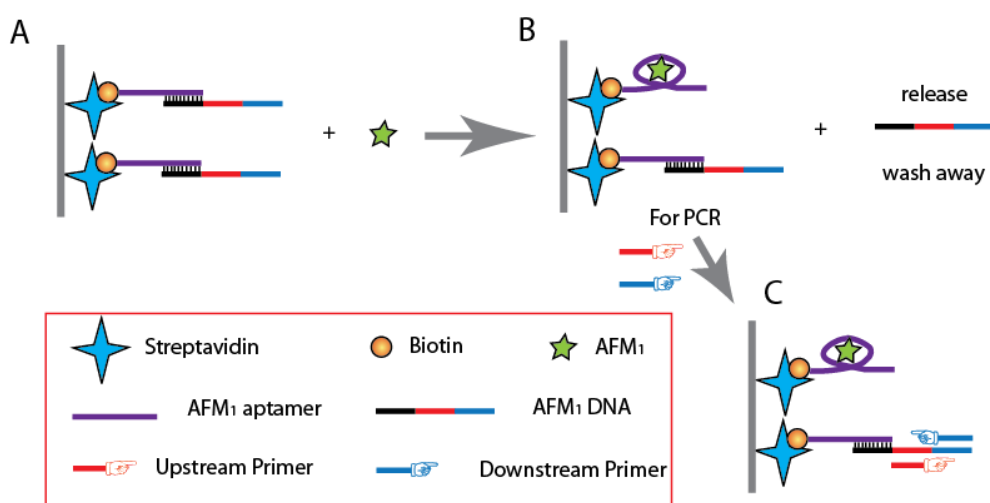 A
B
+
+
release
wash away
For PCR
C
Streptavidin
Biotin
AFM1
AFM1 aptamer
AFM1 DNA
Upstream Primer
Downstream Primer